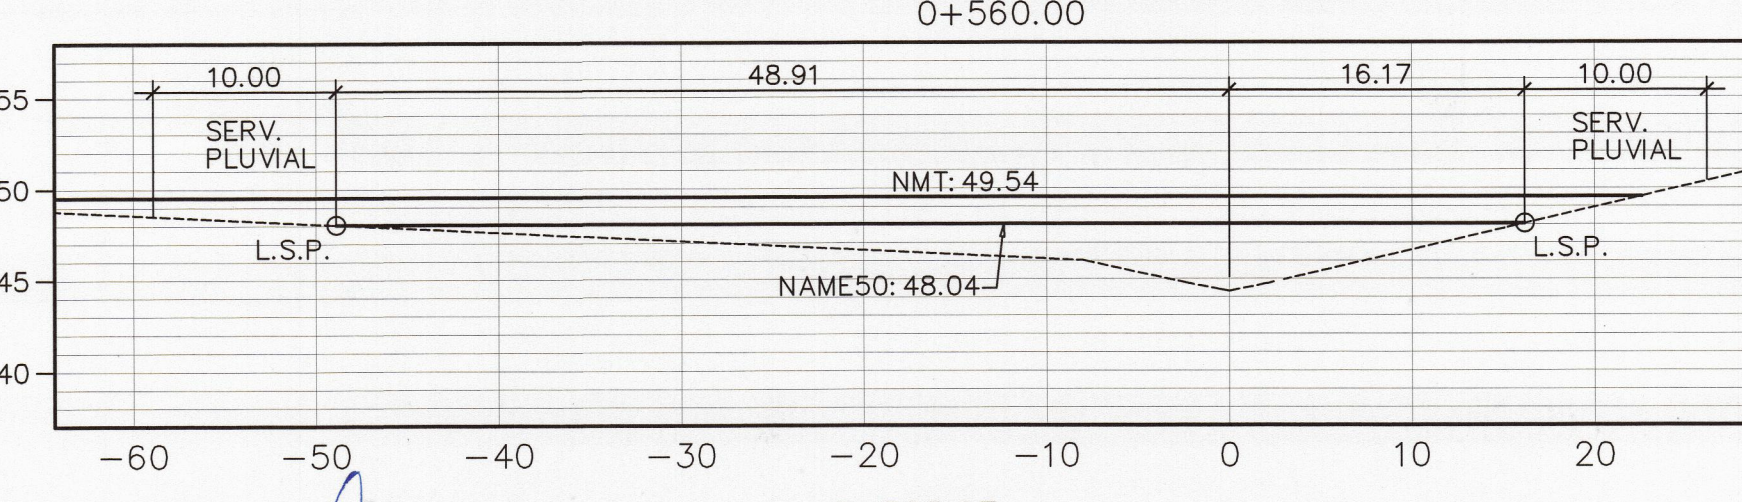 0+560.00
10.00
48.91
16.17
10.00
SERV.
PLUVIAL
SERV.
PLUVIAL
NMT: 49.54
L.S.P.
L.S.P.
NAME50: 48.04
55
50
45
40
-60
-50
-40
-30
-20
-10
0
10
20